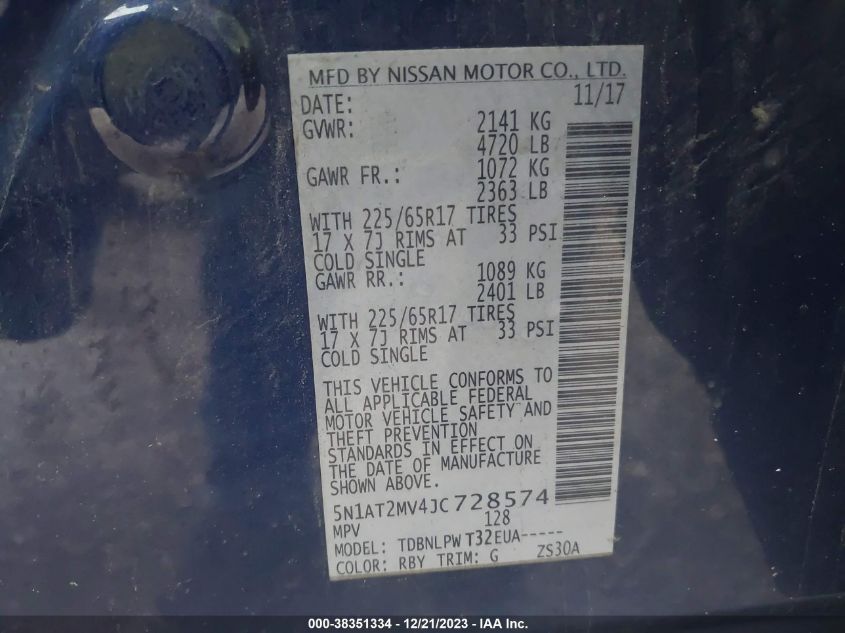 MFD BY NISSAN MOTOR CO., LTD.
DATE: 11/17
GVWR: 2141 KG
4720 LB
GAWR FR.: 1072 KG
2363 LB
WITH 225/65R17 TIRES
17 X 7J RIMS AT 33 PSI
COLD SINGLE
GAWR RR.: 1089 KG
2401 LB
WITH 225/65R17 TIRES
17 X 7J RIMS AT 33 PSI
COLD SINGLE
THIS VEHICLE CONFORMS TO
ALL APPLICABLE FEDERAL
MOTOR VEHICLE SAFETY AND
THEFT PREVENTION
STANDARDS IN EFFECT ON
THE DATE OF MANUFACTURE
SHOWN ABOVE.
5N1AT2MV4JC728574
MPV 128
MODEL: TDBNLPW T32EUA-----
COLOR: RBY TRIM: G ZS30A
000-38351334 - 12/21/2023 - IAA Inc.